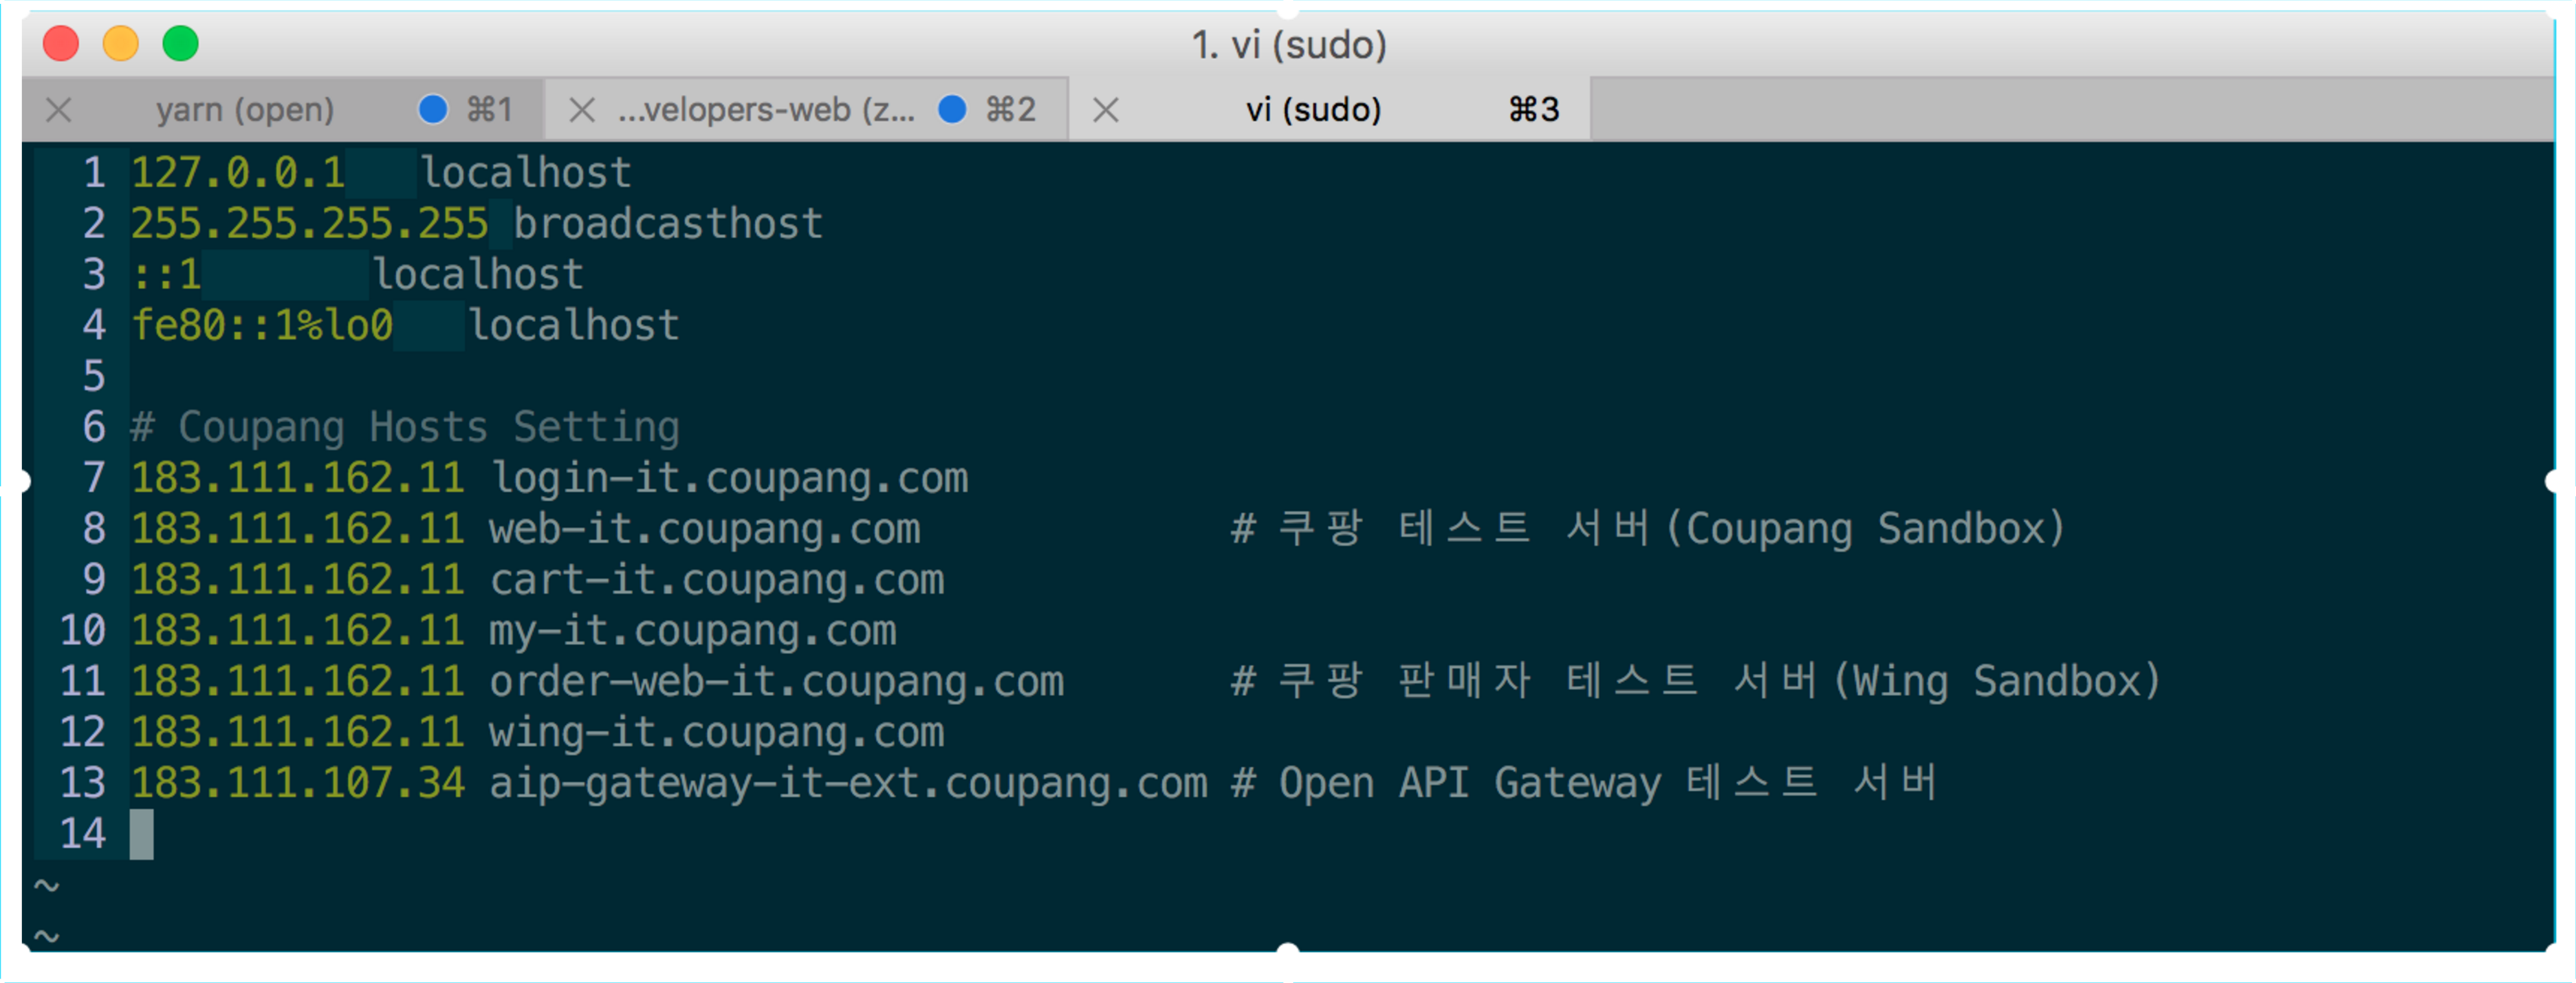 1. vi (sudo)
yarn (open) ⌘1 ...velopers-web (z... ⌘2 vi (sudo) ⌘3
1 127.0.0.1 localhost
2 255.255.255.255 broadcasthost
3 ::1 localhost
4 fe80::1%lo0 localhost
5
6 # Coupang Hosts Setting
7 183.111.162.11 login-it.coupang.com
8 183.111.162.11 web-it.coupang.com # 쿠팡 테스트 서버(Coupang Sandbox)
9 183.111.162.11 cart-it.coupang.com
10 183.111.162.11 my-it.coupang.com
11 183.111.162.11 order-web-it.coupang.com # 쿠팡 판매자 테스트 서버(Wing Sandbox)
12 183.111.162.11 wing-it.coupang.com
13 183.111.107.34 aip-gateway-it-ext.coupang.com # Open API Gateway 테스트 서버
14
~
~